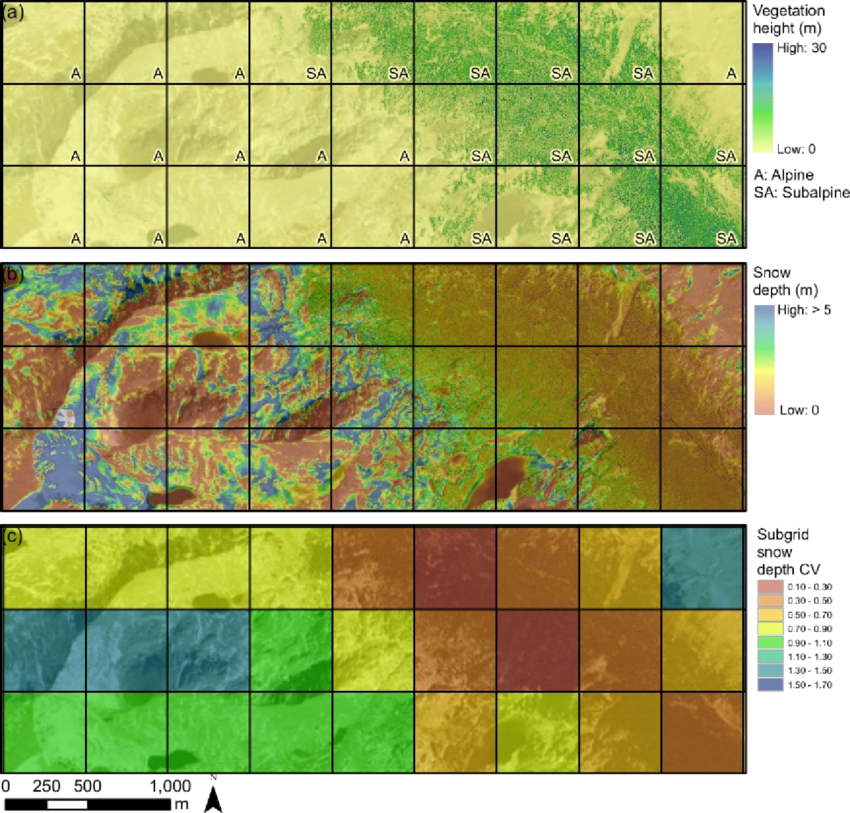 (a)
Vegetation
height (m)
High: 30
Low: 0
A: Alpine
SA: Subalpine
A A A SA SA SA SA SA A
A A A A A SA SA SA SA
A A A A A SA SA SA SA
(b)
Snow
depth (m)
High: > 5
Low: 0
(c)
Subgrid
snow
depth CV
0.10 - 0.30
0.30 - 0.50
0.50 - 0.70
0.70 - 0.90
0.90 - 1.10
1.10 - 1.30
1.30 - 1.50
1.50 - 1.70
0 250 500 1,000
m
N